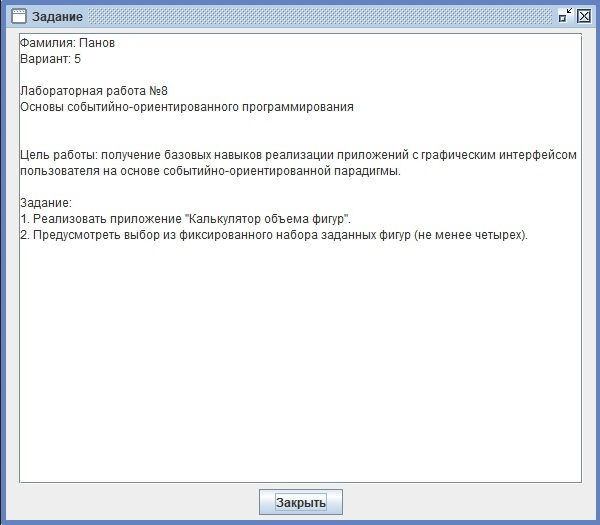 Задание
Фамилия: Панов
Вариант: 5
Лабораторная работа №8
Основы событийно-ориентированного программирования
Цель работы: получение базовых навыков реализации приложений с графическим интерфейсом
пользователя на основе событийно-ориентированной парадигмы.
Задание:
1. Реализовать приложение "Калькулятор объема фигур".
2. Предусмотреть выбор из фиксированного набора заданных фигур (не менее четырех).
Закрыть